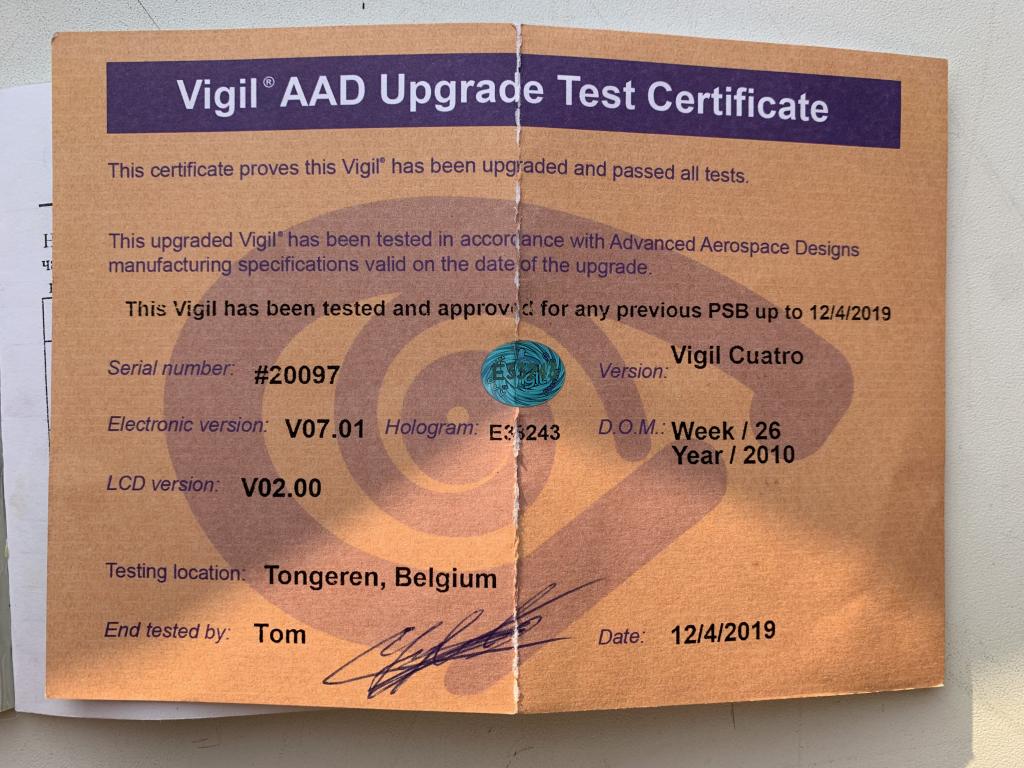 Vigil® AAD Upgrade Test Certificate
This certificate proves this Vigil® has been upgraded and passed all tests.
This upgraded Vigil® has been tested in accordance with Advanced Aerospace Designs
manufacturing specifications valid on the date of the upgrade.
This Vigil has been tested and approved for any previous PSB up to 12/4/2019
Serial number: #20097 Version: Vigil Cuatro
Electronic version: V07.01 Hologram: D.O.M.: Week / 26
Year / 2010
LCD version: V02.00
Testing location: Tongeren, Belgium
End tested by: Tom Date: 12/4/2019